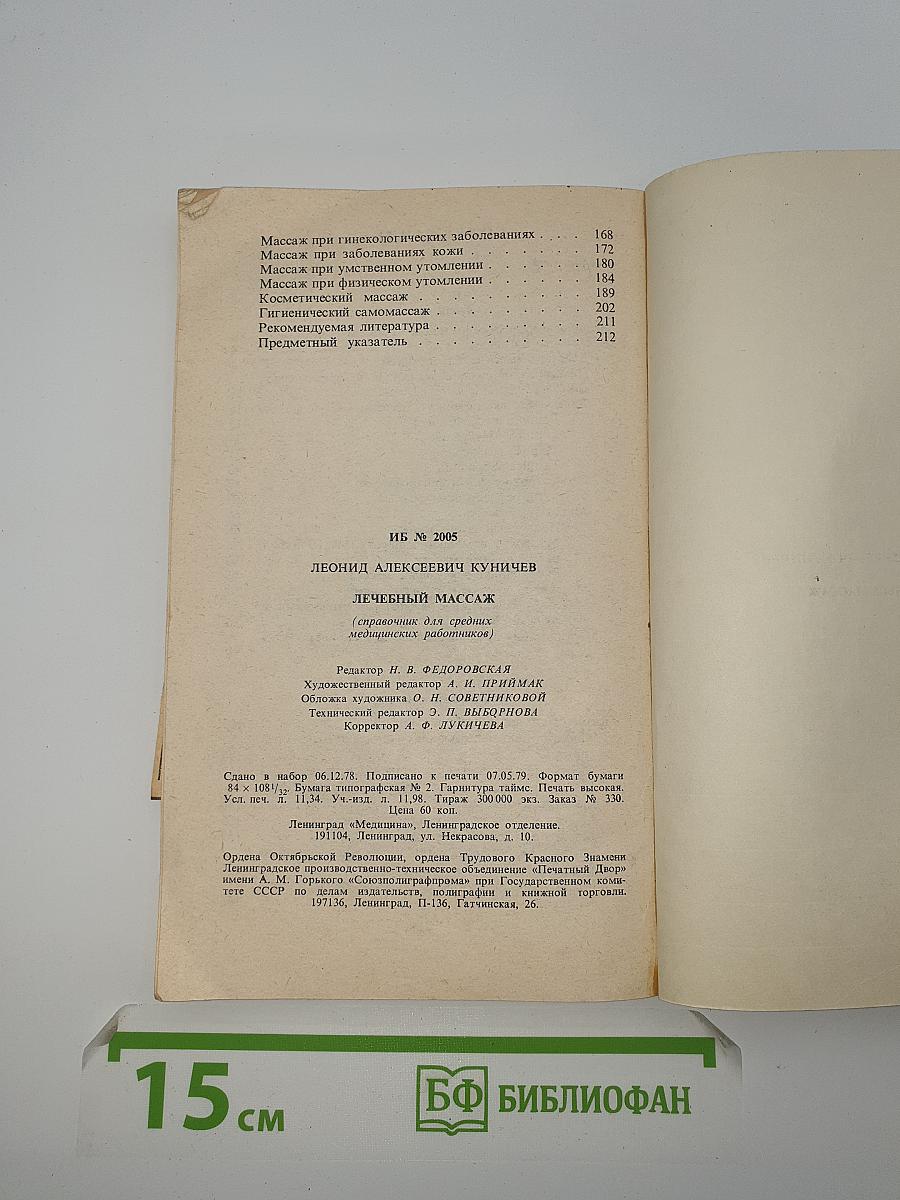 Массаж при гинекологических заболеваниях . . . 168
Массаж при заболеваниях кожи . . . . . . . . 172
Массаж при умственном утомлении . . . . . . . 180
Массаж при физическом утомлении . . . . . . . 184
Косметический массаж . . . . . . . . . . 189
Гигиенический самомассаж . . . . . . . . . 202
Рекомендуемая литература . . . . . . . . . 211
Предметный указатель . . . . . . . . . . 212
ИБ № 2005
ЛЕОНИД АЛЕКСЕЕВИЧ КУНИЧЕВ
ЛЕЧЕБНЫЙ МАССАЖ
(справочник для средних
медицинских работников)
Редактор Н. В. ФЕДОРОВСКАЯ
Художественный редактор А. И. ПРИЙМАК
Обложка художника О. Н. СОВЕТНИКОВОЙ
Технический редактор Э. П. ВЫБОРНОВА
Корректор А. Ф. ЛУКИЧЕВА
Сдано в набор 06.12.78. Подписано к печати 07.05.79. Формат бумаги
84 × 108 1/32. Бумага типографская № 2. Гарнитура таймс. Печать высокая.
Усл. печ. л. 11,34. Уч.-изд. л. 11,98. Тираж 300 000 экз. Заказ № 330.
Цена 60 коп.
Ленинград «Медицина», Ленинградское отделение.
191104, Ленинград, ул. Некрасова, д. 10.
Ордена Октябрьской Революции, ордена Трудового Красного Знамени
Ленинградское производственно-техническое объединение «Печатный Двор»
имени А. М. Горького «Союзполиграфпрома» при Государственном коми-
тете СССР по делам издательств, полиграфии и книжной торговли.
197136, Ленинград, П-136, Гатчинская, 26.
15 см
БФ БИБЛИОФАН